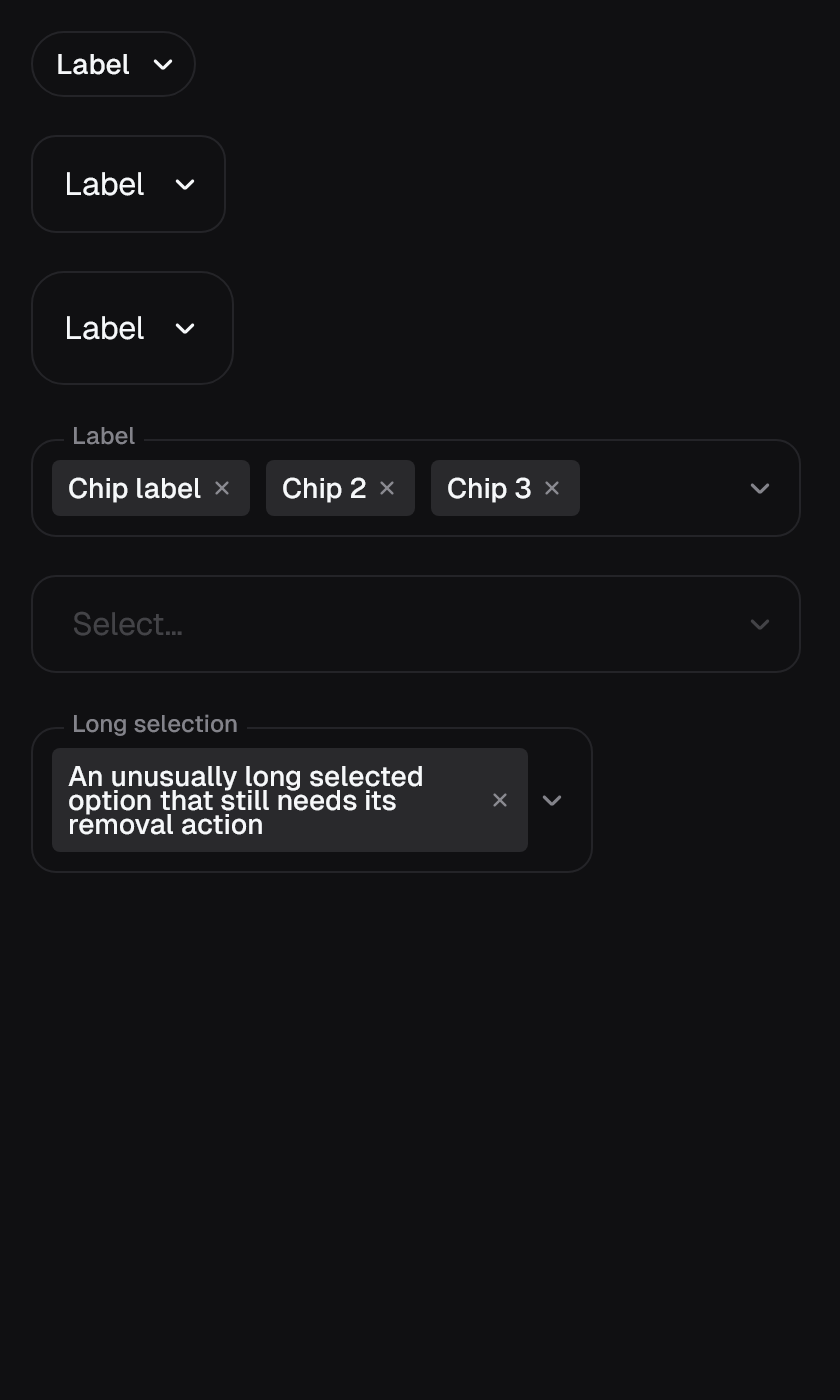 Label
Label
Label
Label
Chip label
Chip 2
Chip 3
Select...
Long selection
An unusually long selected
option that still needs its
removal action